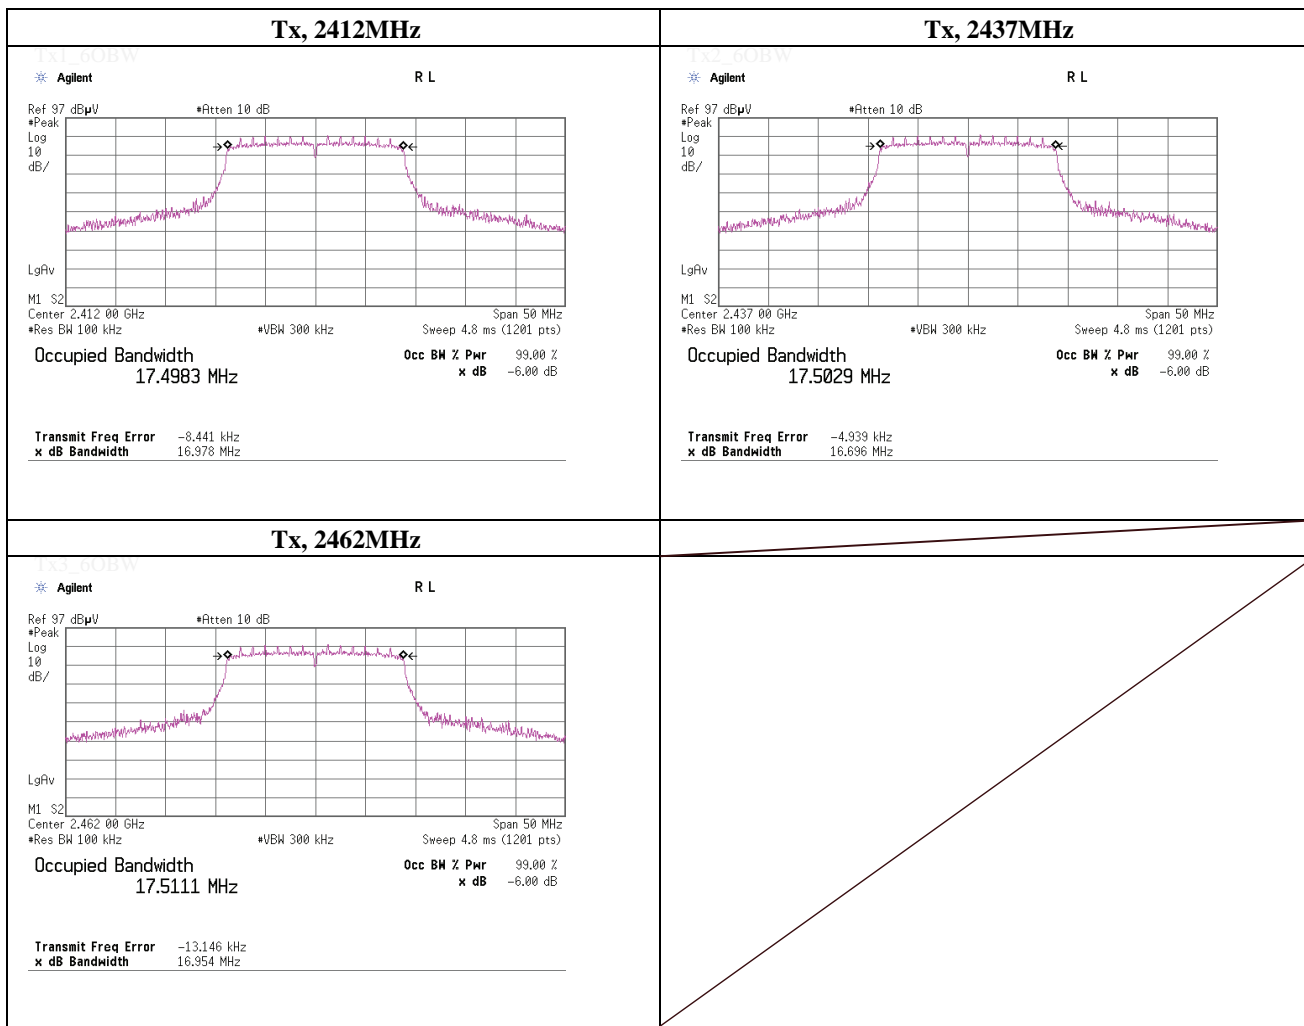 Tx, 2412MHz
Tx1_6OBW
Agilent R L
Ref 97 dBµV #Atten 10 dB
#Peak
Log
10
dB/
LgAv
M1 S2
Center 2.412 00 GHz Span 50 MHz
#Res BW 100 kHz #VBW 300 kHz Sweep 4.8 ms (1201 pts)
Occupied Bandwidth Occ BW % Pwr 99.00 %
17.4983 MHz x dB -6.00 dB
Transmit Freq Error -8.441 kHz
x dB Bandwidth 16.978 MHz
Tx, 2437MHz
Tx2_6OBW
Agilent R L
Ref 97 dBµV #Atten 10 dB
#Peak
Log
10
dB/
LgAv
M1 S2
Center 2.437 00 GHz Span 50 MHz
#Res BW 100 kHz #VBW 300 kHz Sweep 4.8 ms (1201 pts)
Occupied Bandwidth Occ BW % Pwr 99.00 %
17.5029 MHz x dB -6.00 dB
Transmit Freq Error -4.939 kHz
x dB Bandwidth 16.696 MHz
Tx, 2462MHz
Tx3_6OBW
Agilent R L
Ref 97 dBµV #Atten 10 dB
#Peak
Log
10
dB/
LgAv
M1 S2
Center 2.462 00 GHz Span 50 MHz
#Res BW 100 kHz #VBW 300 kHz Sweep 4.8 ms (1201 pts)
Occupied Bandwidth Occ BW % Pwr 99.00 %
17.5111 MHz x dB -6.00 dB
Transmit Freq Error -13.146 kHz
x dB Bandwidth 16.954 MHz